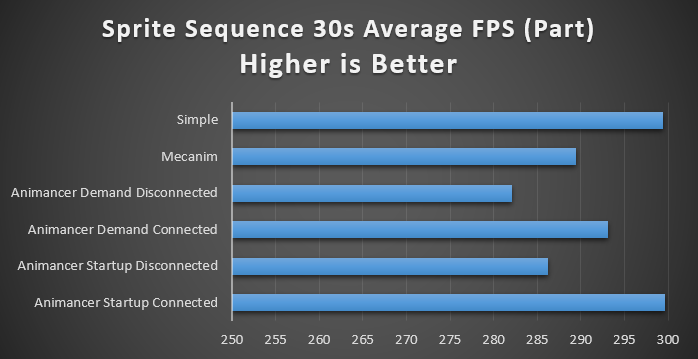 Sprite Sequence 30s Average FPS (Part)
Higher is Better
Simple
Mecanim
Animancer Demand Disconnected
Animancer Demand Connected
Animancer Startup Disconnected
Animancer Startup Connected
250 255 260 265 270 275 280 285 290 295 300